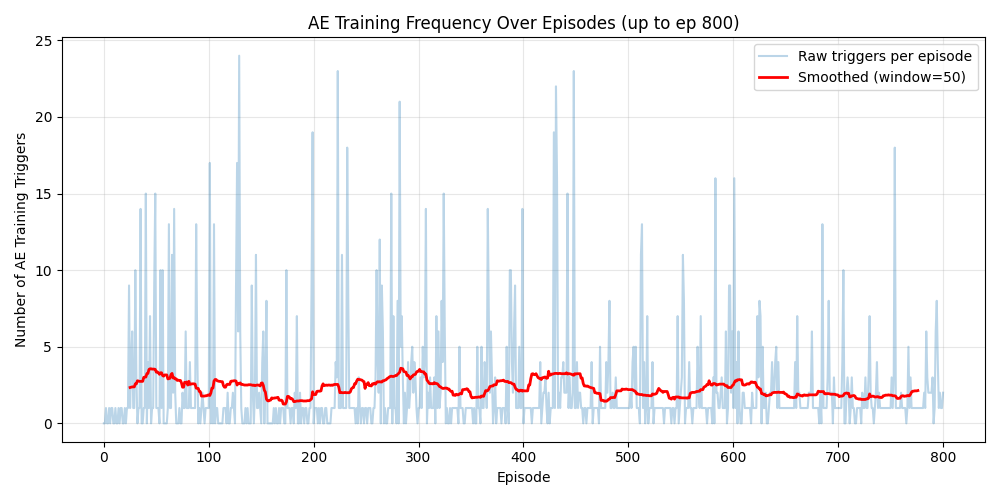 AE Training Frequency Over Episodes (up to ep 800)
Raw triggers per episode
Smoothed (window=50)
Number of AE Training Triggers
25
20
15
10
5
0
0 100 200 300 400 500 600 700 800
Episode